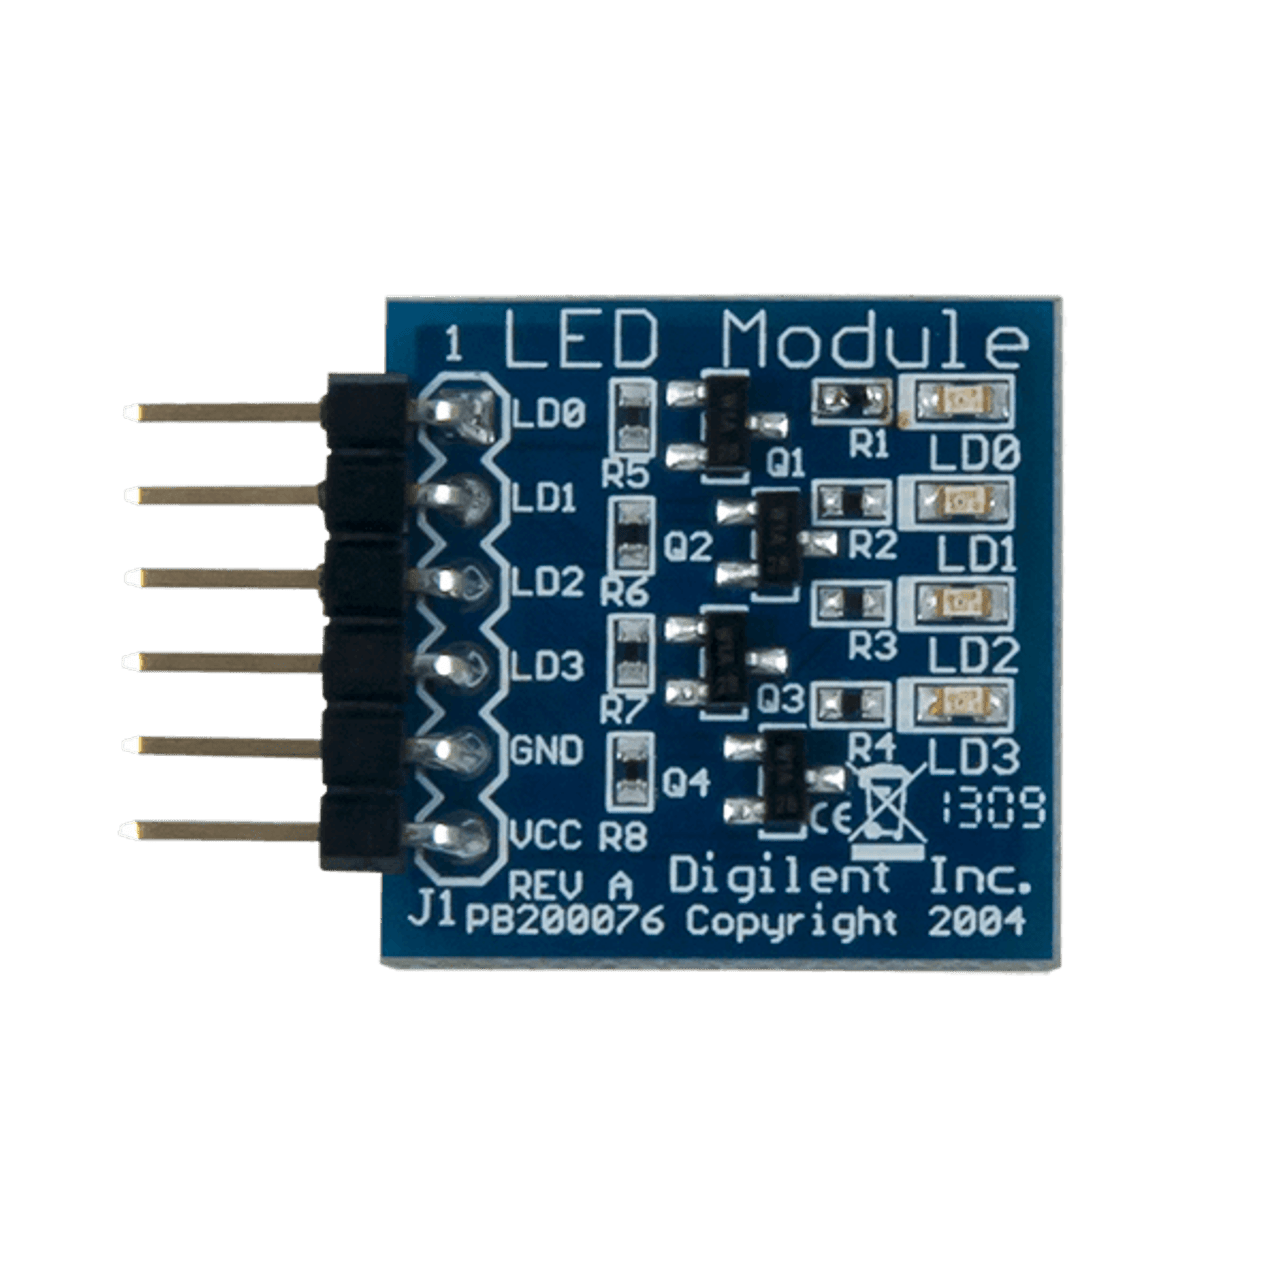 1 LED Module
LD0
LD1
LD2
LD3
GND
VCC
J1
R5
R6
R7
R8
Q1
Q2
Q3
Q4
R1
R2
R3
R4
LD0
LD1
LD2
LD3
CE
1309
REV A Digilent Inc.
PB200076 Copyright 2004